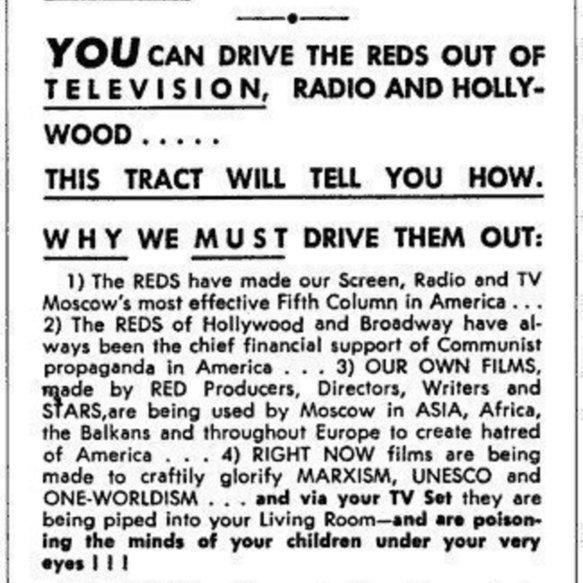 YOU CAN DRIVE THE REDS OUT OF
TELEVISION, RADIO AND HOLLY-
WOOD . . . . .
THIS TRACT WILL TELL YOU HOW.
WHY WE MUST DRIVE THEM OUT:
1) The REDS have made our Screen, Radio and TV
Moscow's most effective Fifth Column in America . . .
2) The REDS of Hollywood and Broadway have al-
ways been the chief financial support of Communist
propaganda in America . . . 3) OUR OWN FILMS,
made by RED Producers, Directors, Writers and
STARS,are being used by Moscow in ASIA, Africa,
the Balkans and throughout Europe to create hatred
of America . . . 4) RIGHT NOW films are being
made to craftily glorify MARXISM, UNESCO and
ONE-WORLDISM . . . and via your TV Set they are
being piped into your Living Room—and are poison-
ing the minds of your children under your very
eyes ! ! !